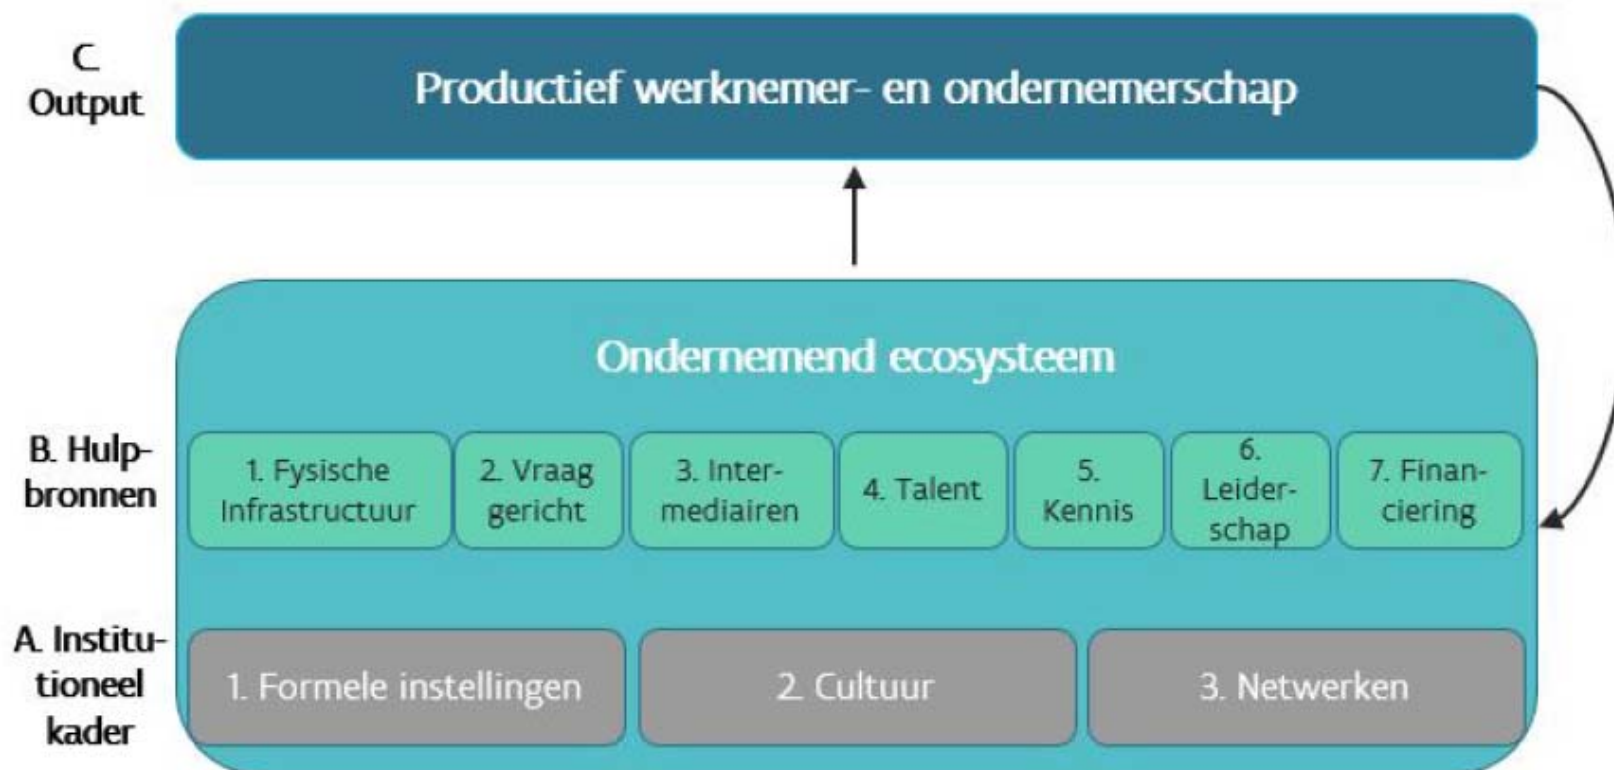 C.
Output
Productief werknemer- en ondernemerschap
Ondernemend ecosysteem
B. Hulp-
bronnen
1. Fysische
Infrastructuur
2. Vraag
gericht
3. Inter-
mediairen
4. Talent
5.
Kennis
6.
Leider-
schap
7. Finan-
ciering
A. Institu-
tioneel
kader
1. Formele instellingen
2. Cultuur
3. Netwerken